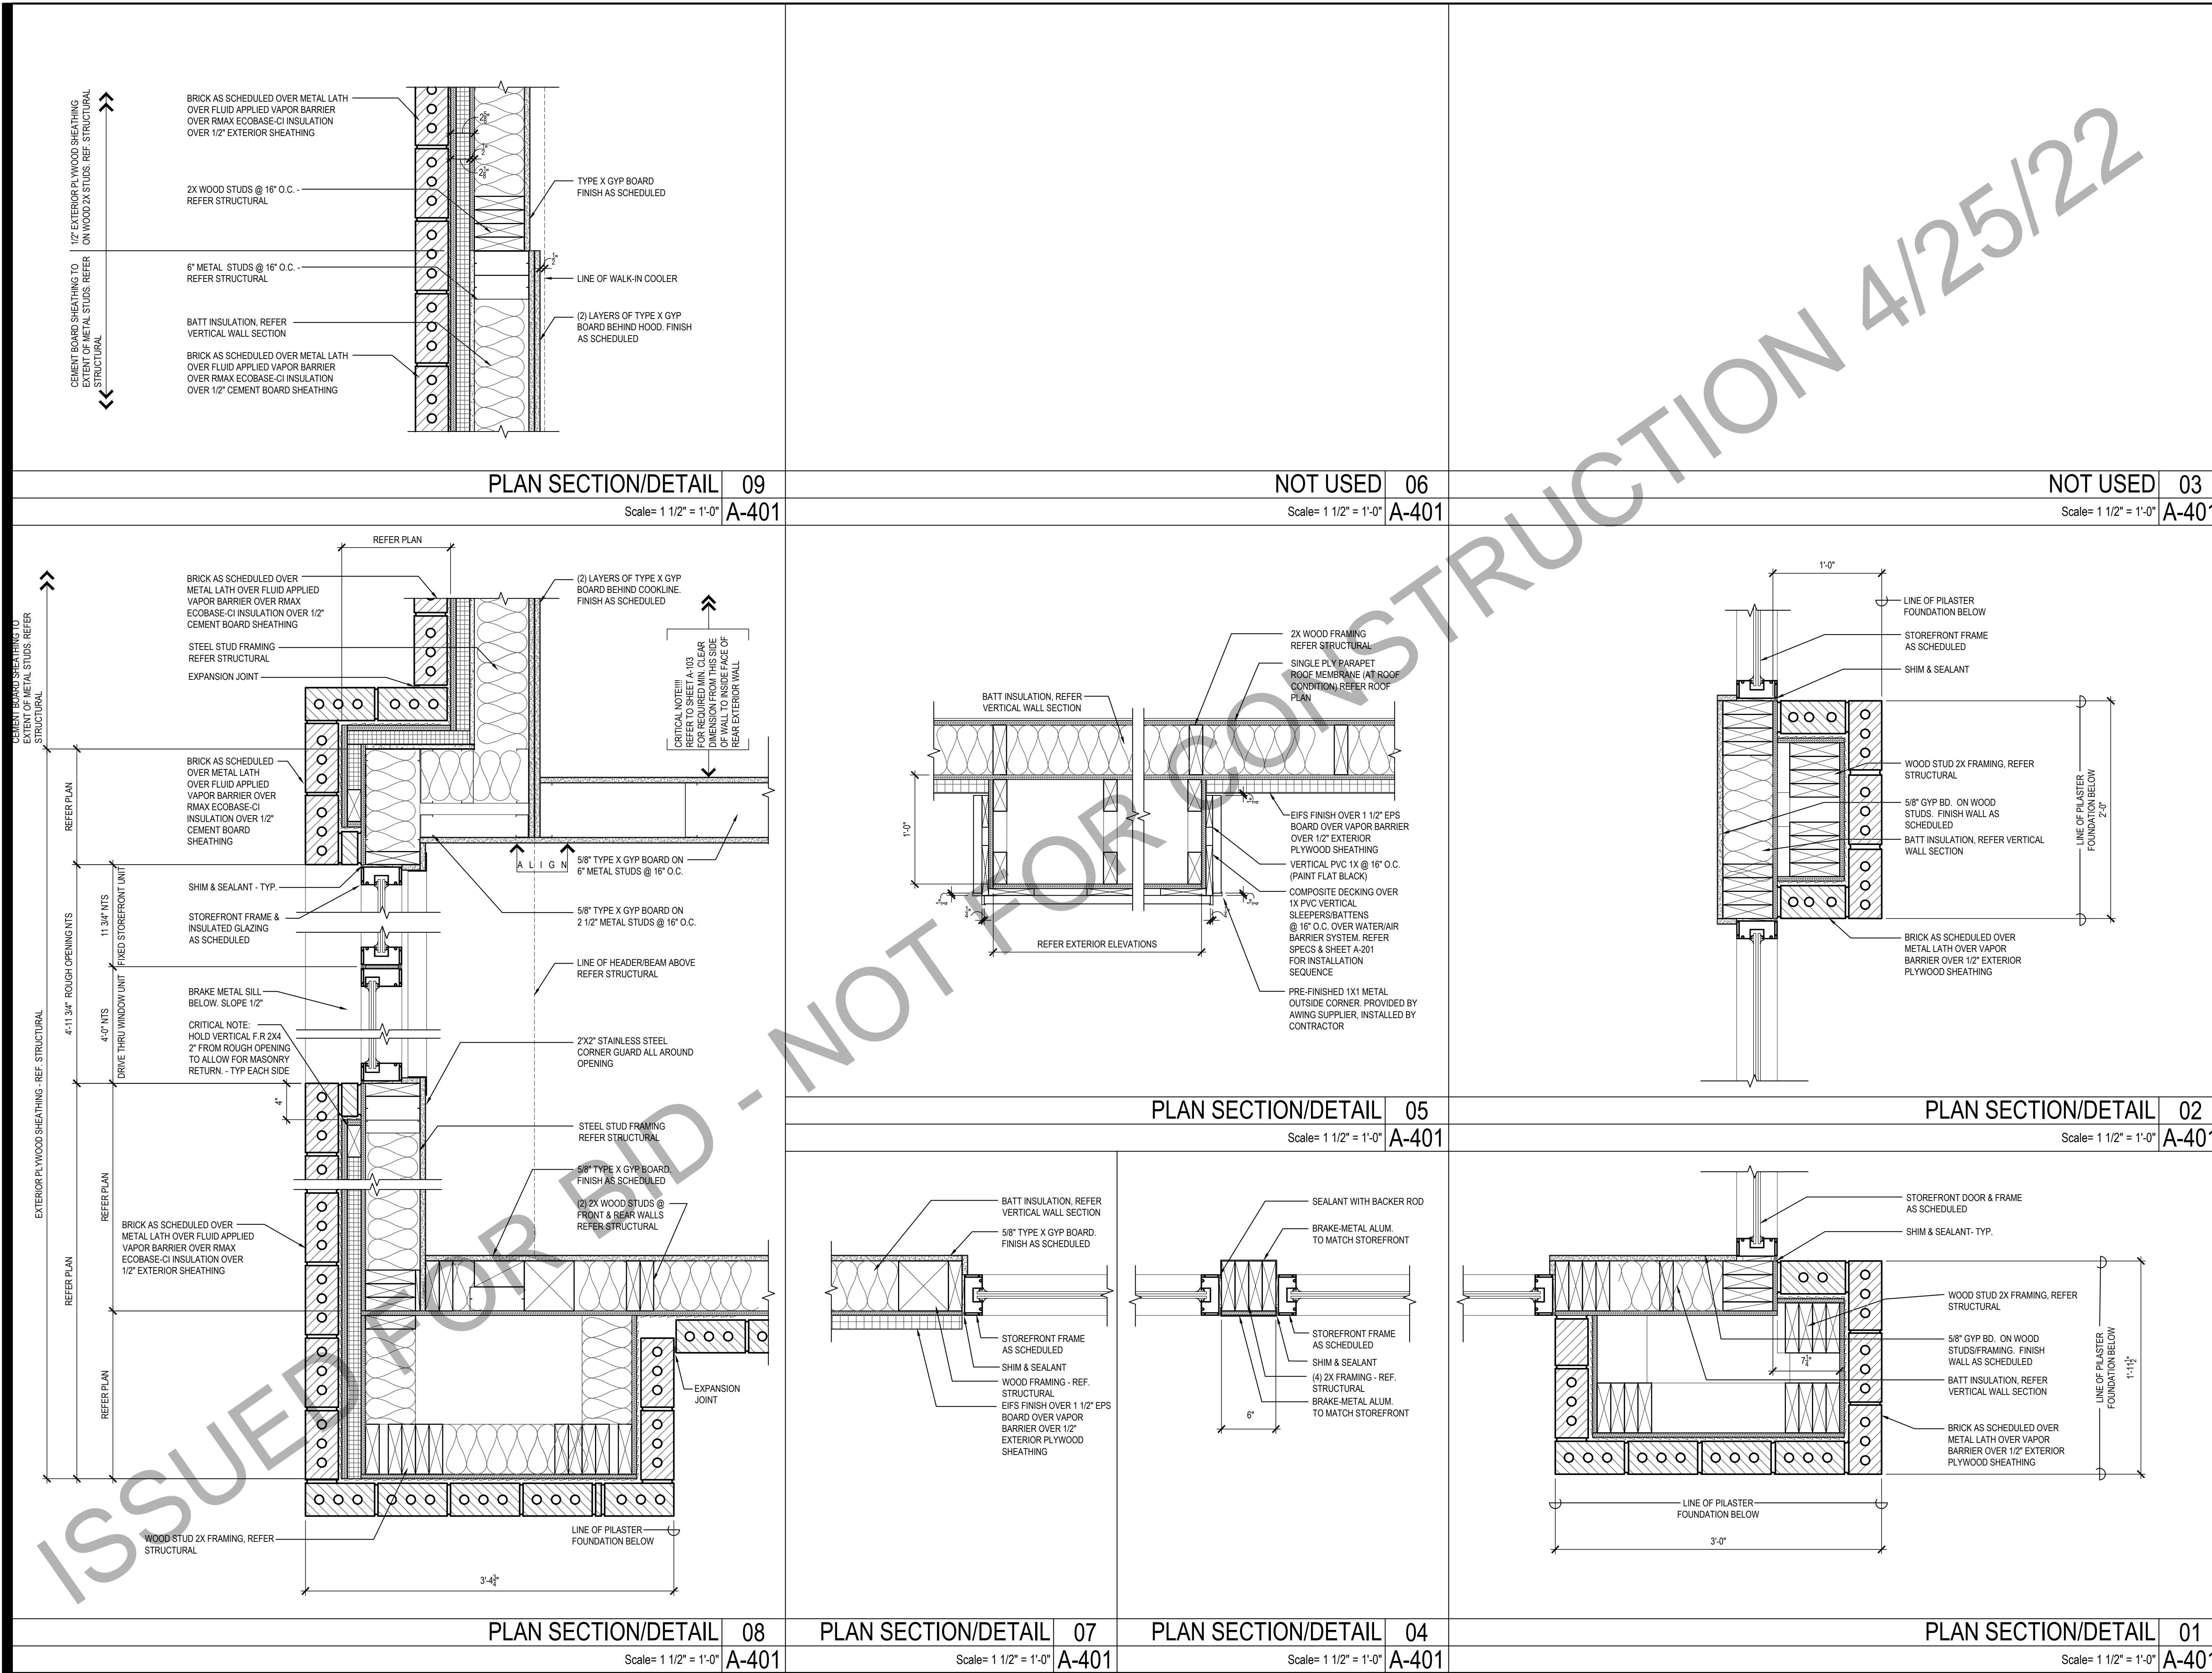 1/2" EXTERIOR PLYWOOD SHEATHING
ON WOOD 2X STUDS. REF. STRUCTURAL
CEMENT BOARD SHEATHING TO
EXTENT OF METAL STUDS. REFER
STRUCTURAL
BRICK AS SCHEDULED OVER METAL LATH
OVER FLUID APPLIED VAPOR BARRIER
OVER RMAX ECOBASE-CI INSULATION
OVER 1/2" EXTERIOR SHEATHING
2X WOOD STUDS @ 16" O.C. -
REFER STRUCTURAL
6" METAL STUDS @ 16" O.C. -
REFER STRUCTURAL
BATT INSULATION, REFER
VERTICAL WALL SECTION
BRICK AS SCHEDULED OVER METAL LATH
OVER FLUID APPLIED VAPOR BARRIER
OVER RMAX ECOBASE-CI INSULATION
OVER 1/2" CEMENT BOARD SHEATHING
TYPE X GYP BOARD
FINISH AS SCHEDULED
LINE OF WALK-IN COOLER
(2) LAYERS OF TYPE X GYP
BOARD BEHIND HOOD. FINISH
AS SCHEDULED
PLAN SECTION/DETAIL 09
Scale= 1 1/2" = 1'-0" A-401
NOT USED 06
Scale= 1 1/2" = 1'-0" A-401
NOT USED 03
Scale= 1 1/2" = 1'-0" A-401
REFER PLAN
BRICK AS SCHEDULED OVER
METAL LATH OVER FLUID APPLIED
VAPOR BARRIER OVER RMAX
ECOBASE-CI INSULATION OVER 1/2"
CEMENT BOARD SHEATHING
STEEL STUD FRAMING
REFER STRUCTURAL
EXPANSION JOINT
CEMENT BOARD SHEATHING TO
EXTENT OF METAL STUDS. REFER
STRUCTURAL
(2) LAYERS OF TYPE X GYP
BOARD BEHIND COOKLINE.
FINISH AS SCHEDULED
CRITICAL NOTE!!!!
REFER TO SHEET A-103
FOR REQUIRED MIN. CLEAR
DIMENSION FROM THIS SIDE
OF WALL TO INSIDE FACE OF
REAR EXTERIOR WALL
BRICK AS SCHEDULED
OVER METAL LATH
OVER FLUID APPLIED
VAPOR BARRIER OVER
RMAX ECOBASE-CI
INSULATION OVER 1/2"
CEMENT BOARD
SHEATHING
REFER PLAN
A L I G N
5/8" TYPE X GYP BOARD ON
6" METAL STUDS @ 16" O.C.
SHIM & SEALANT - TYP.
STOREFRONT FRAME &
INSULATED GLAZING
AS SCHEDULED
5/8" TYPE X GYP BOARD ON
2 1/2" METAL STUDS @ 16" O.C.
LINE OF HEADER/BEAM ABOVE
REFER STRUCTURAL
4'-11 3/4" ROUGH OPENING NTS
11 3/4" NTS
FIXED STOREFRONT UNIT
4'-0" NTS
DRIVE THRU WINDOW UNIT
BRAKE METAL SILL
BELOW. SLOPE 1/2"
CRITICAL NOTE:
HOLD VERTICAL F.R 2X4
2" FROM ROUGH OPENING
TO ALLOW FOR MASONRY
RETURN. - TYP EACH SIDE
2'X2" STAINLESS STEEL
CORNER GUARD ALL AROUND
OPENING
4"
EXTERIOR PLYWOOD SHEATHING - REF. STRUCTURAL
STEEL STUD FRAMING
REFER STRUCTURAL
5/8" TYPE X GYP BOARD.
FINISH AS SCHEDULED
(2) 2X WOOD STUDS @
FRONT & REAR WALLS
REFER STRUCTURAL
REFER PLAN
REFER PLAN
REFER PLAN
BRICK AS SCHEDULED OVER
METAL LATH OVER FLUID APPLIED
VAPOR BARRIER OVER RMAX
ECOBASE-CI INSULATION OVER
1/2" EXTERIOR SHEATHING
EXPANSION
JOINT
WOOD STUD 2X FRAMING, REFER
STRUCTURAL
LINE OF PILASTER
FOUNDATION BELOW
3'-4 3/4"
PLAN SECTION/DETAIL 08
Scale= 1 1/2" = 1'-0" A-401
BATT INSULATION, REFER
VERTICAL WALL SECTION
2X WOOD FRAMING
REFER STRUCTURAL
SINGLE PLY PARAPET
ROOF MEMBRANE (AT ROOF
CONDITION) REFER ROOF
PLAN
1'-0"
EIFS FINISH OVER 1 1/2" EPS
BOARD OVER VAPOR BARRIER
OVER 1/2" EXTERIOR
PLYWOOD SHEATHING
VERTICAL PVC 1X @ 16" O.C.
(PAINT FLAT BLACK)
COMPOSITE DECKING OVER
1X PVC VERTICAL
SLEEPERS/BATTENS
@ 16" O.C. OVER WATER/AIR
BARRIER SYSTEM. REFER
SPECS & SHEET A-201
FOR INSTALLATION
SEQUENCE
PRE-FINISHED 1X1 METAL
OUTSIDE CORNER. PROVIDED BY
AWING SUPPLIER, INSTALLED BY
CONTRACTOR
REFER EXTERIOR ELEVATIONS
PLAN SECTION/DETAIL 05
Scale= 1 1/2" = 1'-0" A-401
1'-0"
LINE OF PILASTER
FOUNDATION BELOW
STOREFRONT FRAME
AS SCHEDULED
SHIM & SEALANT
WOOD STUD 2X FRAMING, REFER
STRUCTURAL
5/8" GYP BD. ON WOOD
STUDS. FINISH WALL AS
SCHEDULED
BATT INSULATION, REFER VERTICAL
WALL SECTION
BRICK AS SCHEDULED OVER
METAL LATH OVER VAPOR
BARRIER OVER 1/2" EXTERIOR
PLYWOOD SHEATHING
LINE OF PILASTER
FOUNDATION BELOW
2'-0"
PLAN SECTION/DETAIL 02
Scale= 1 1/2" = 1'-0" A-401
BATT INSULATION, REFER
VERTICAL WALL SECTION
5/8" TYPE X GYP BOARD.
FINISH AS SCHEDULED
STOREFRONT FRAME
AS SCHEDULED
SHIM & SEALANT
WOOD FRAMING - REF.
STRUCTURAL
EIFS FINISH OVER 1 1/2" EPS
BOARD OVER VAPOR
BARRIER OVER 1/2"
EXTERIOR PLYWOOD
SHEATHING
PLAN SECTION/DETAIL 07
Scale= 1 1/2" = 1'-0" A-401
SEALANT WITH BACKER ROD
BRAKE-METAL ALUM.
TO MATCH STOREFRONT
STOREFRONT FRAME
AS SCHEDULED
SHIM & SEALANT
(4) 2X FRAMING - REF.
STRUCTURAL
BRAKE-METAL ALUM.
TO MATCH STOREFRONT
6"
PLAN SECTION/DETAIL 04
Scale= 1 1/2" = 1'-0" A-401
STOREFRONT DOOR & FRAME
AS SCHEDULED
SHIM & SEALANT- TYP.
WOOD STUD 2X FRAMING, REFER
STRUCTURAL
5/8" GYP BD. ON WOOD
STUDS/FRAMING. FINISH
WALL AS SCHEDULED
BATT INSULATION, REFER
VERTICAL WALL SECTION
BRICK AS SCHEDULED OVER
METAL LATH OVER VAPOR
BARRIER OVER 1/2" EXTERIOR
PLYWOOD SHEATHING
7 1/4"
LINE OF PILASTER
FOUNDATION BELOW
1'-11 1/2"
LINE OF PILASTER
FOUNDATION BELOW
3'-0"
PLAN SECTION/DETAIL 01
Scale= 1 1/2" = 1'-0" A-401
ISSUED FOR BID - NOT FOR CONSTRUCTION 4/25/22